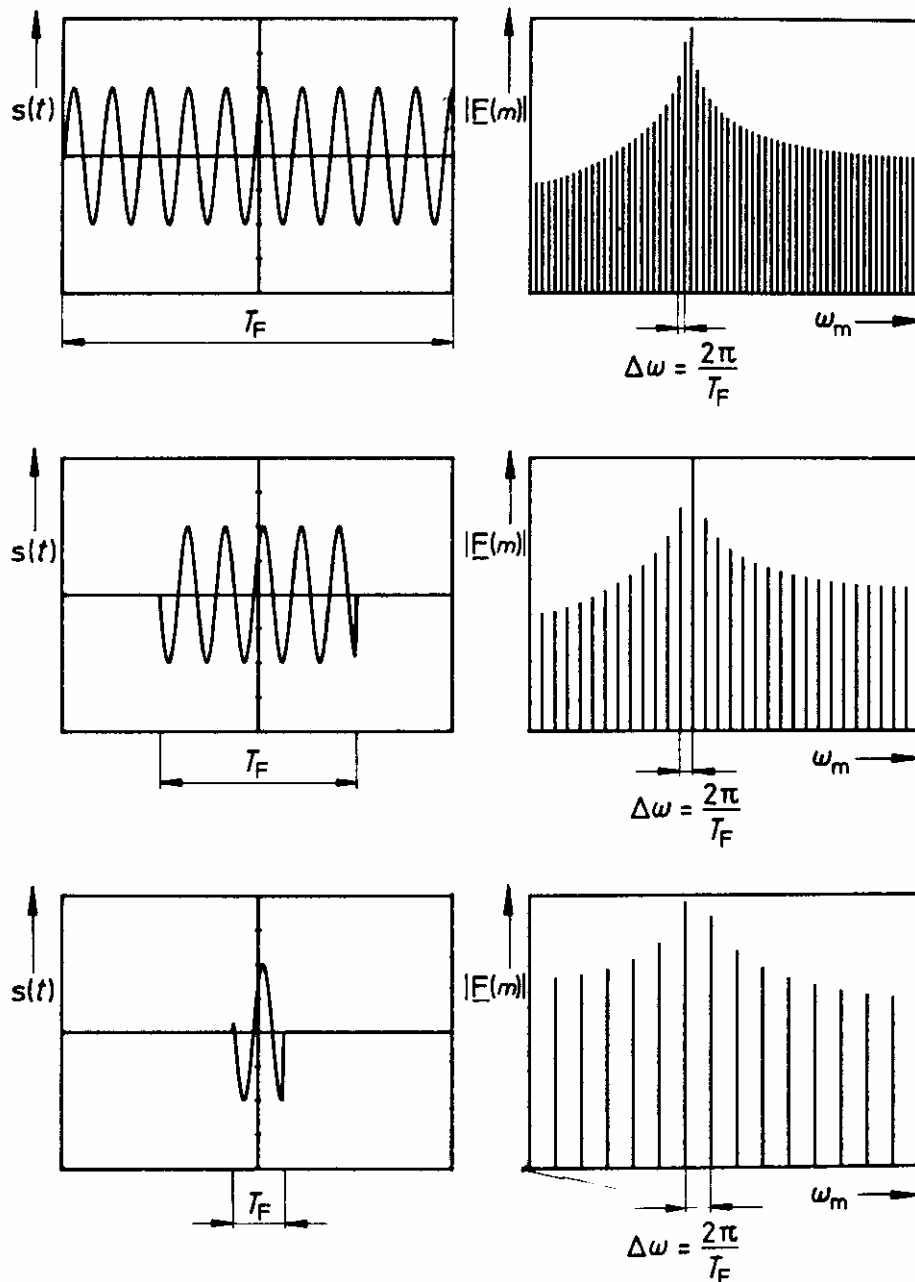 s(t)
|F(m)|
T_F
ω_m
Δω = 2π/T_F
s(t)
|F(m)|
T_F
ω_m
Δω = 2π/T_F
s(t)
|F(m)|
T_F
ω_m
Δω = 2π/T_F